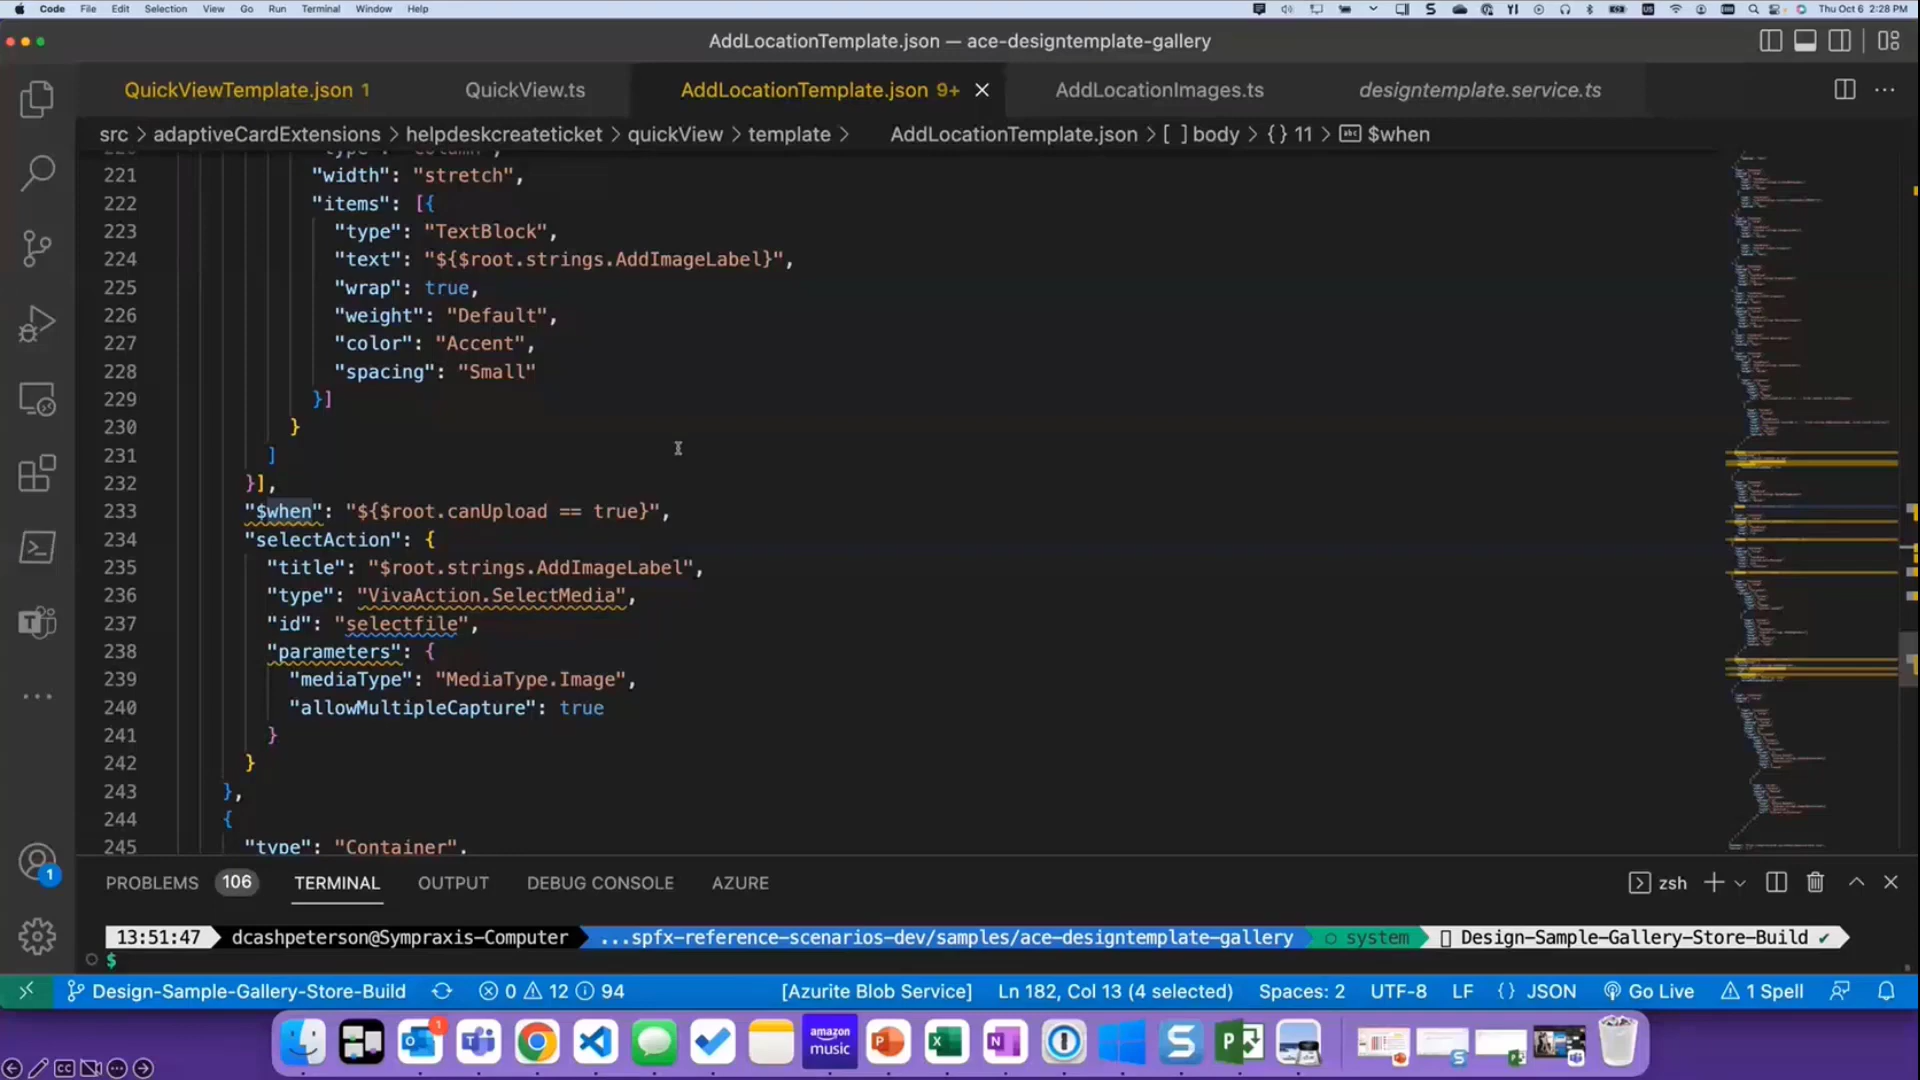 Code File Edit Selection View Go Run Terminal Window Help Thu Oct 6 2:28 PM
AddLocationTemplate.json — ace-designtemplate-gallery
QuickViewTemplate.json 1 QuickView.ts AddLocationTemplate.json 9+ AddLocationImages.ts designtemplate.service.ts
src > adaptiveCardExtensions > helpdeskcreateticket > quickView > template > AddLocationTemplate.json > [ ] body > {} 11 > abc $when
221 "width": "stretch",
222 "items": [{
223 "type": "TextBlock",
224 "text": "${$root.strings.AddImageLabel}",
225 "wrap": true,
226 "weight": "Default",
227 "color": "Accent",
228 "spacing": "Small"
229 }]
230 }
231 ]
232 }],
233 "$when": "${$root.canUpload == true}",
234 "selectAction": {
235 "title": "$root.strings.AddImageLabel",
236 "type": "VivaAction.SelectMedia",
237 "id": "selectfile",
238 "parameters": {
239 "mediaType": "MediaType.Image",
240 "allowMultipleCapture": true
241 }
242 }
243 },
244 {
245 "type": "Container",
PROBLEMS 106 TERMINAL OUTPUT DEBUG CONSOLE AZURE zsh
13:51:47 dcashpeterson@Sympraxis-Computer ...spfx-reference-scenarios-dev/samples/ace-designtemplate-gallery system Design-Sample-Gallery-Store-Build ✔
$
Design-Sample-Gallery-Store-Build 0 12 94 [Azurite Blob Service] Ln 182, Col 13 (4 selected) Spaces: 2 UTF-8 LF {} JSON Go Live 1 Spell
1
amazon music